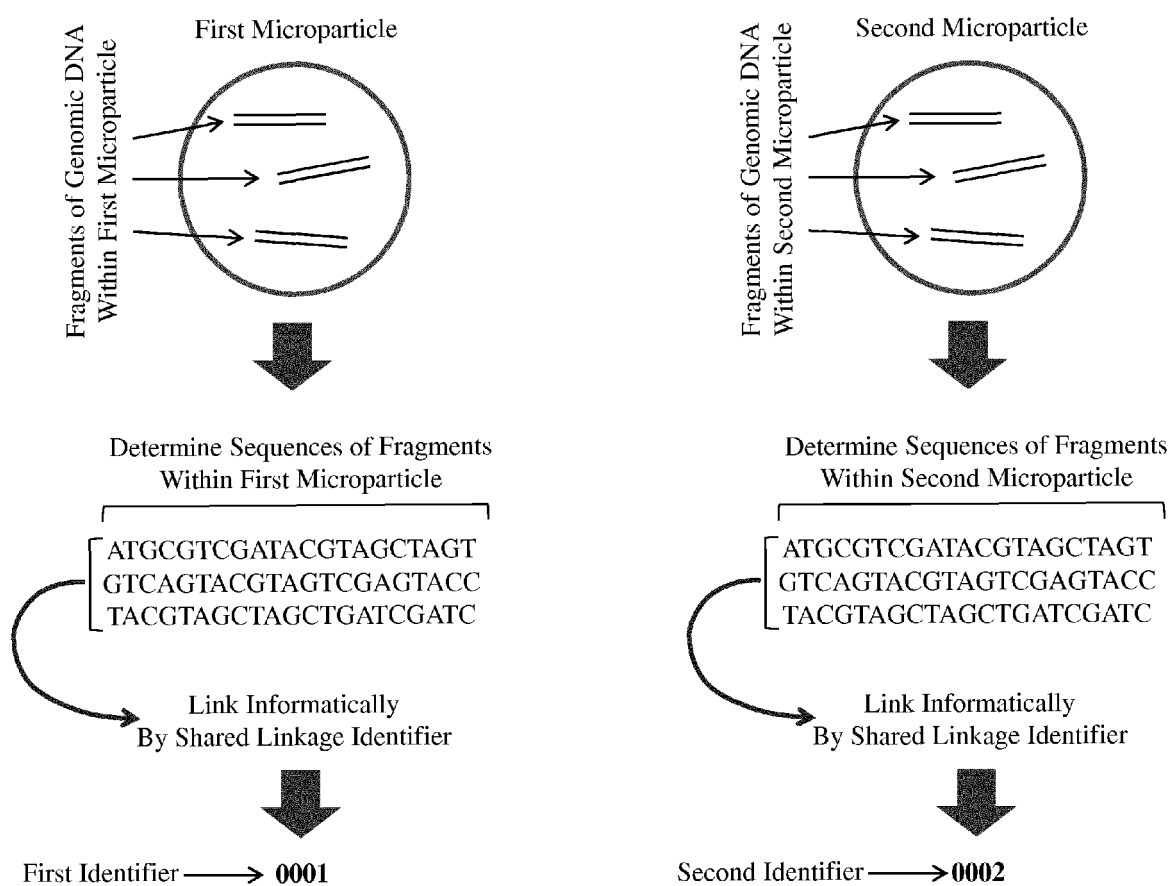 First Microparticle
Fragments of Genomic DNA
Within First Microparticle
Determine Sequences of Fragments
Within First Microparticle
ATGCGTCGATACGTAGCTAGT
GTCAGTACGTAGTCGAGTACC
TACGTAGCTAGCTGATCGATC
Link Informatically
By Shared Linkage Identifier
First Identifier 0001
Second Microparticle
Fragments of Genomic DNA
Within Second Microparticle
Determine Sequences of Fragments
Within Second Microparticle
ATGCGTCGATACGTAGCTAGT
GTCAGTACGTAGTCGAGTACC
TACGTAGCTAGCTGATCGATC
Link Informatically
By Shared Linkage Identifier
Second Identifier 0002